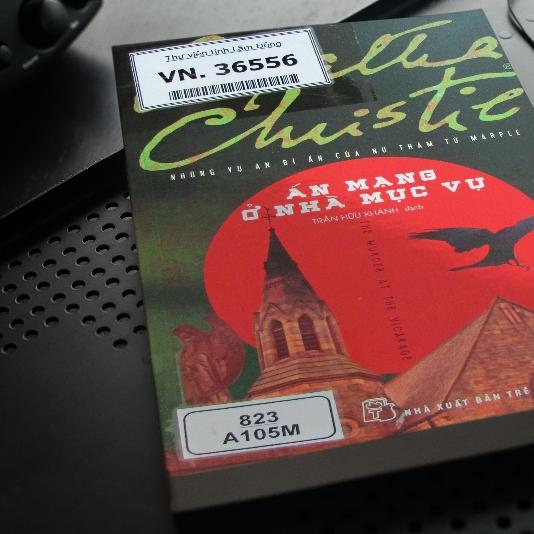 Thư viện tỉnh Lâm Đồng
VN. 36556
Christie
NHỮNG VỤ ÁN BÍ ẨN CỦA NỮ THÁM TỬ MARPLE
ÁN MẠNG
Ở NHÀ MỤC VỤ
TRẦN HỮU KHÁNH dịch
THE MURDER AT THE VICARAGE
823
A105M
NHÀ XUẤT BẢN TRẺ